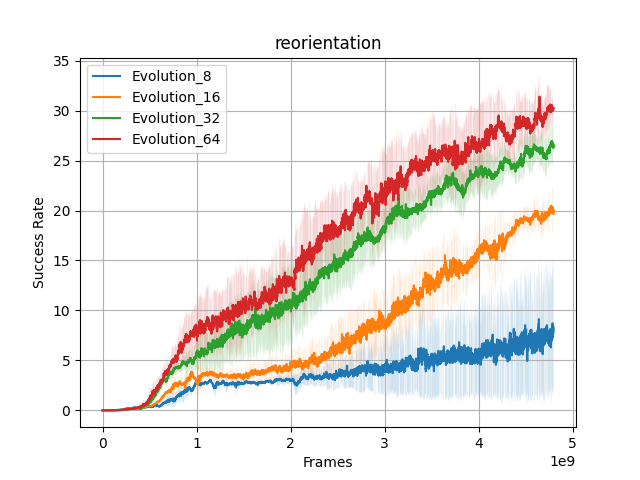 reorientation
Evolution_8
Evolution_16
Evolution_32
Evolution_64
Success Rate
35
30
25
20
15
10
5
0
0 1 2 3 4 5
Frames
1e9